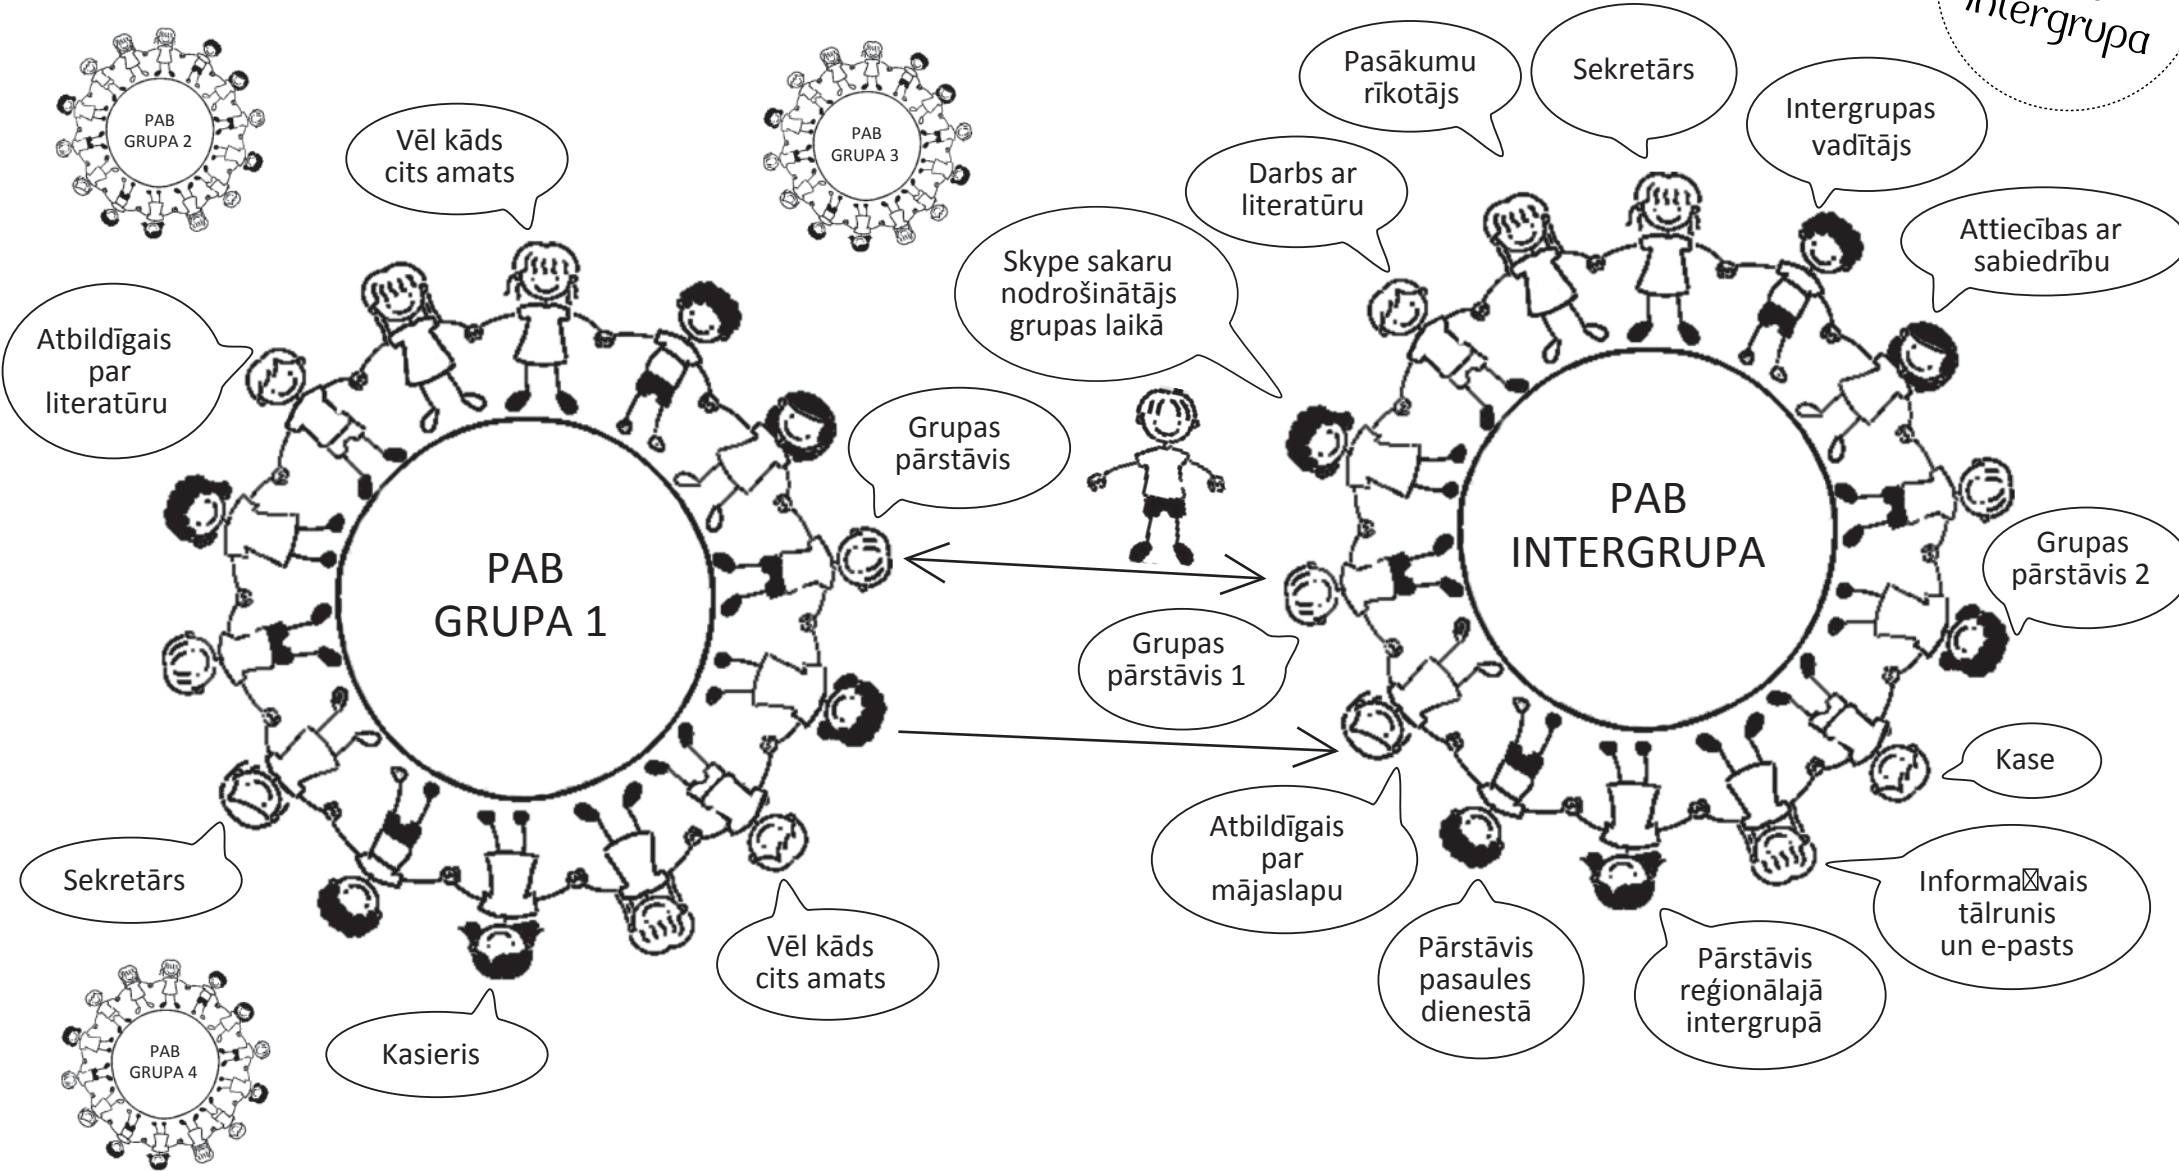 intergrupa
PAB
GRUPA 2
PAB
GRUPA 3
Vēl kāds
cits amats
Atbildīgais
par
literatūru
Grupas
pārstāvis
PAB
GRUPA 1
Sekretārs
Kasieris
Vēl kāds
cits amats
PAB
GRUPA 4
Pasākumu
rīkotājs
Sekretārs
Intergrupas
vadītājs
Darbs ar
literatūru
Attiecības ar
sabiedrību
Skype sakaru
nodrošinātājs
grupas laikā
PAB
INTERGRUPA
Grupas
pārstāvis 2
Grupas
pārstāvis 1
Kase
Atbildīgais
par
mājaslapu
Informa☒vais
tālrunis
un e-pasts
Pārstāvis
pasaules
dienestā
Pārstāvis
reģionālajā
intergrupā